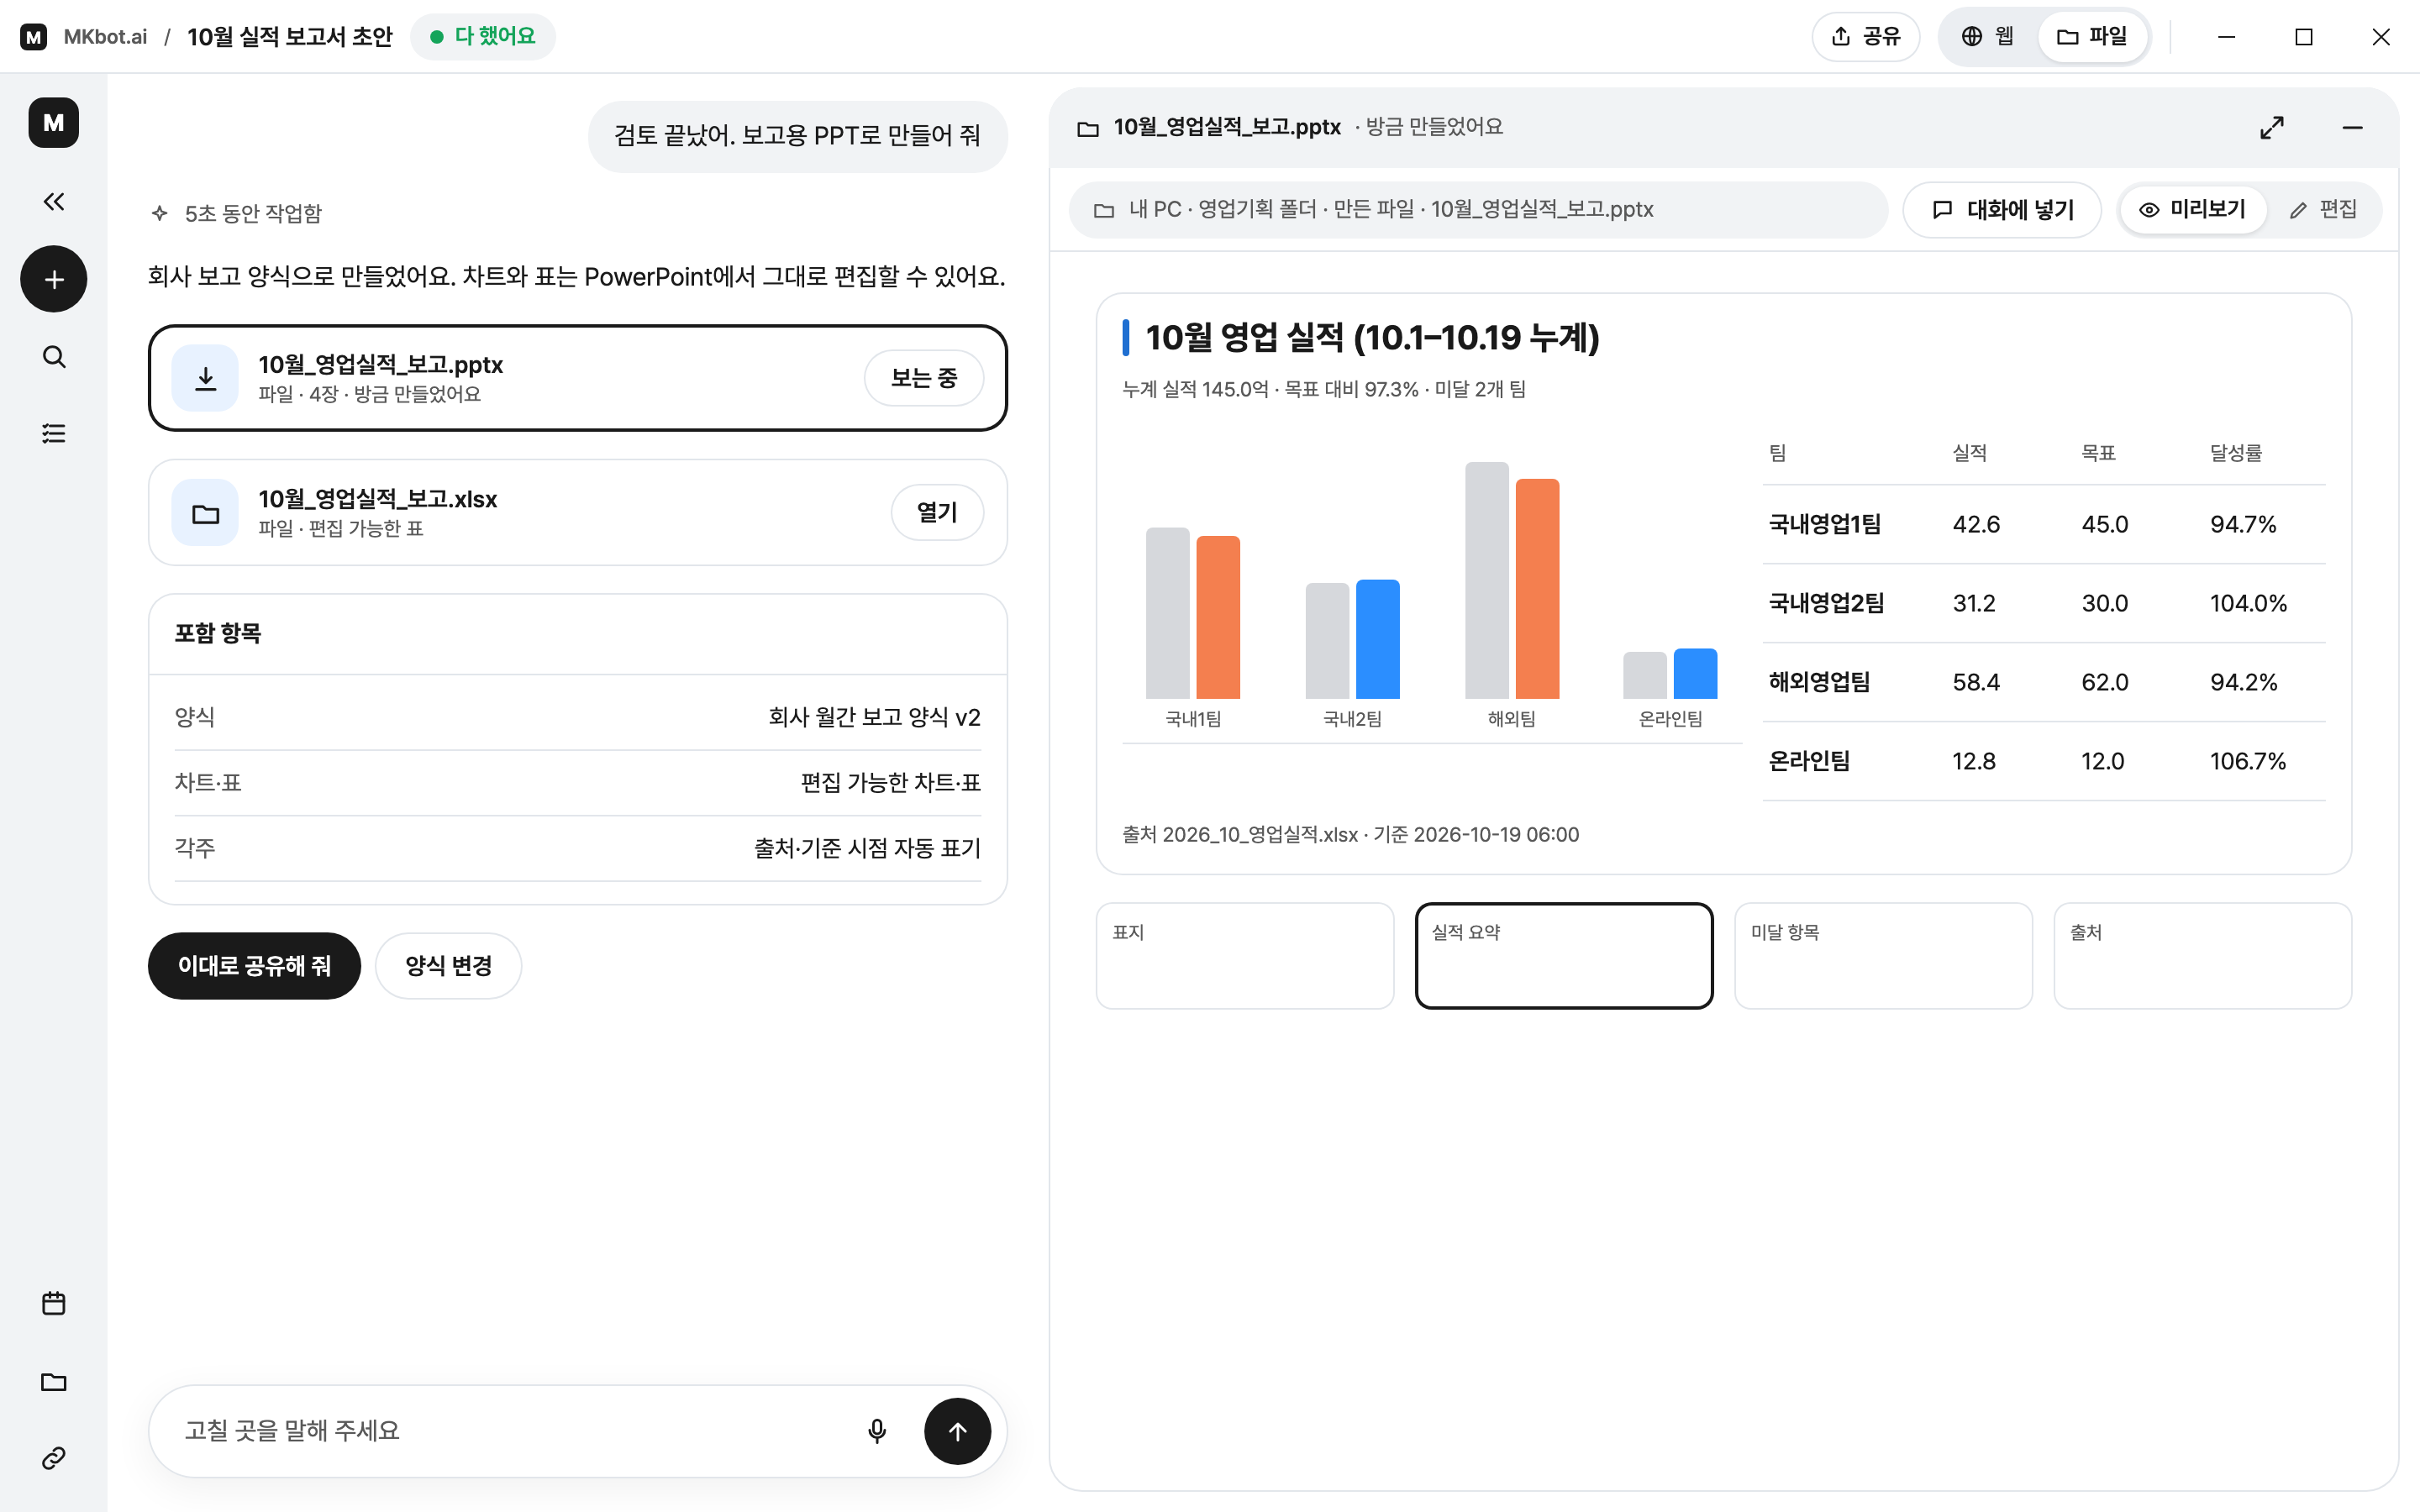 M MKbot.ai / 10월 실적 보고서 초안 다 했어요 공유 웹 파일
M
검토 끝났어. 보고용 PPT로 만들어 줘
5초 동안 작업함
회사 보고 양식으로 만들었어요. 차트와 표는 PowerPoint에서 그대로 편집할 수 있어요.
10월_영업실적_보고.pptx
파일 · 4장 · 방금 만들었어요
보는 중
10월_영업실적_보고.xlsx
파일 · 편집 가능한 표
열기
포함 항목
양식 회사 월간 보고 양식 v2
차트·표 편집 가능한 차트·표
각주 출처·기준 시점 자동 표기
이대로 공유해 줘 양식 변경
고칠 곳을 말해 주세요
10월_영업실적_보고.pptx · 방금 만들었어요
내 PC · 영업기획 폴더 · 만든 파일 · 10월_영업실적_보고.pptx 대화에 넣기 미리보기 편집
10월 영업 실적 (10.1–10.19 누계)
누계 실적 145.0억 · 목표 대비 97.3% · 미달 2개 팀
국내1팀 국내2팀 해외팀 온라인팀
팀 실적 목표 달성률
국내영업1팀 42.6 45.0 94.7%
국내영업2팀 31.2 30.0 104.0%
해외영업팀 58.4 62.0 94.2%
온라인팀 12.8 12.0 106.7%
출처 2026_10_영업실적.xlsx · 기준 2026-10-19 06:00
표지 실적 요약 미달 항목 출처